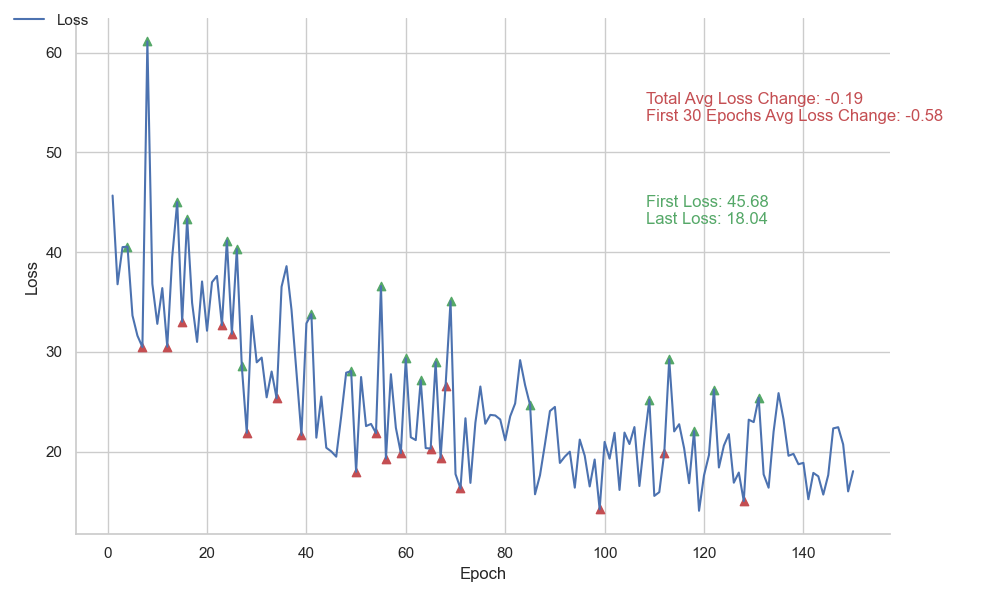 Loss
60
50
40
30
20
Loss
Total Avg Loss Change: -0.19
First 30 Epochs Avg Loss Change: -0.58
First Loss: 45.68
Last Loss: 18.04
0 20 40 60 80 100 120 140
Epoch